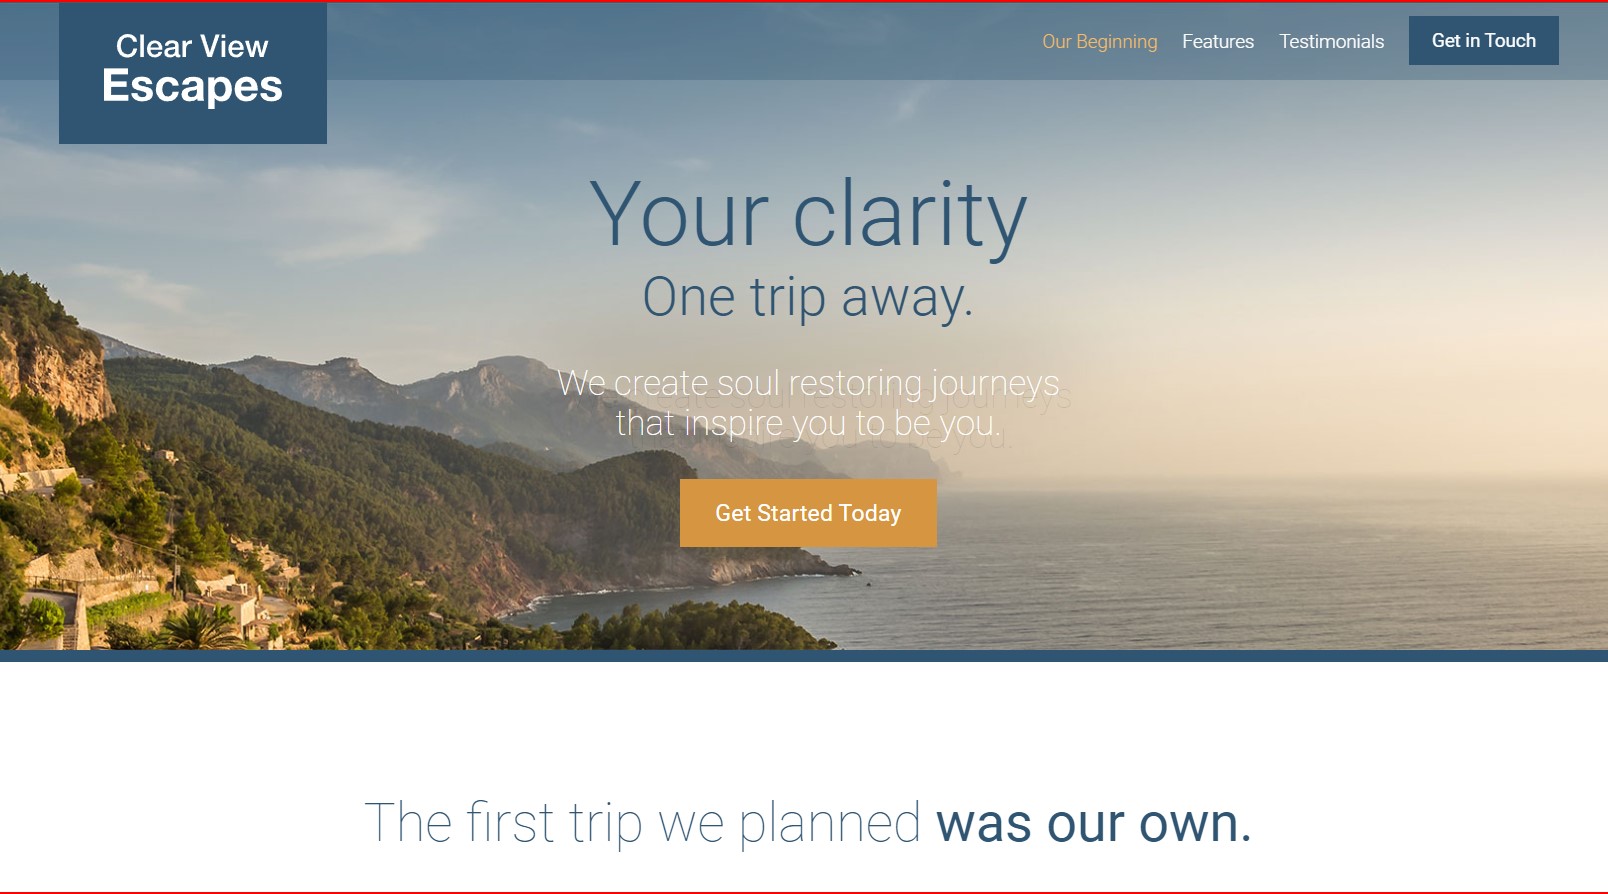 Clear View
Escapes
Our Beginning Features Testimonials Get in Touch
Your clarity
One trip away.
We create soul restoring journeys
that inspire you to be you.
Get Started Today
The first trip we planned was our own.